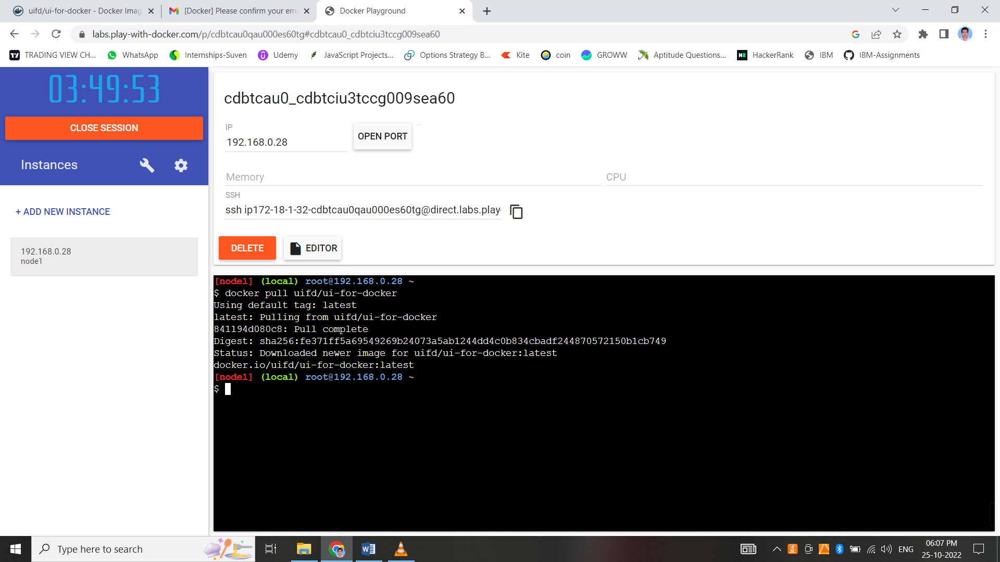 uifd/ui-for-docker - Docker Imag
[Docker] Please confirm your em
Docker Playground
labs.play-with-docker.com/p/cdbtcau0qau000es60tg#cdbtcau0_cdbtciu3tccg009sea60
TRADING VIEW CH...
WhatsApp
Internships-Suven
Udemy
JavaScript Projects...
Options Strategy B...
Kite
coin
GROWW
Aptitude Questions...
HackerRank
IBM
IBM-Assignments
03:49:53
CLOSE SESSION
Instances
+ ADD NEW INSTANCE
192.168.0.28
node1
cdbtcau0_cdbtciu3tccg009sea60
IP
192.168.0.28
OPEN PORT
Memory
CPU
SSH
ssh ip172-18-1-32-cdbtcau0qau000es60tg@direct.labs.play-
DELETE
EDITOR
[node1] (local) root@192.168.0.28 ~
$ docker pull uifd/ui-for-docker
Using default tag: latest
latest: Pulling from uifd/ui-for-docker
841194d080c8: Pull complete
Digest: sha256:fe371ff5a69549269b24073a5ab1244dd4c0b834cbadf244870572150b1cb749
Status: Downloaded newer image for uifd/ui-for-docker:latest
docker.io/uifd/ui-for-docker:latest
[node1] (local) root@192.168.0.28 ~
$
Type here to search
ENG
06:07 PM
25-10-2022